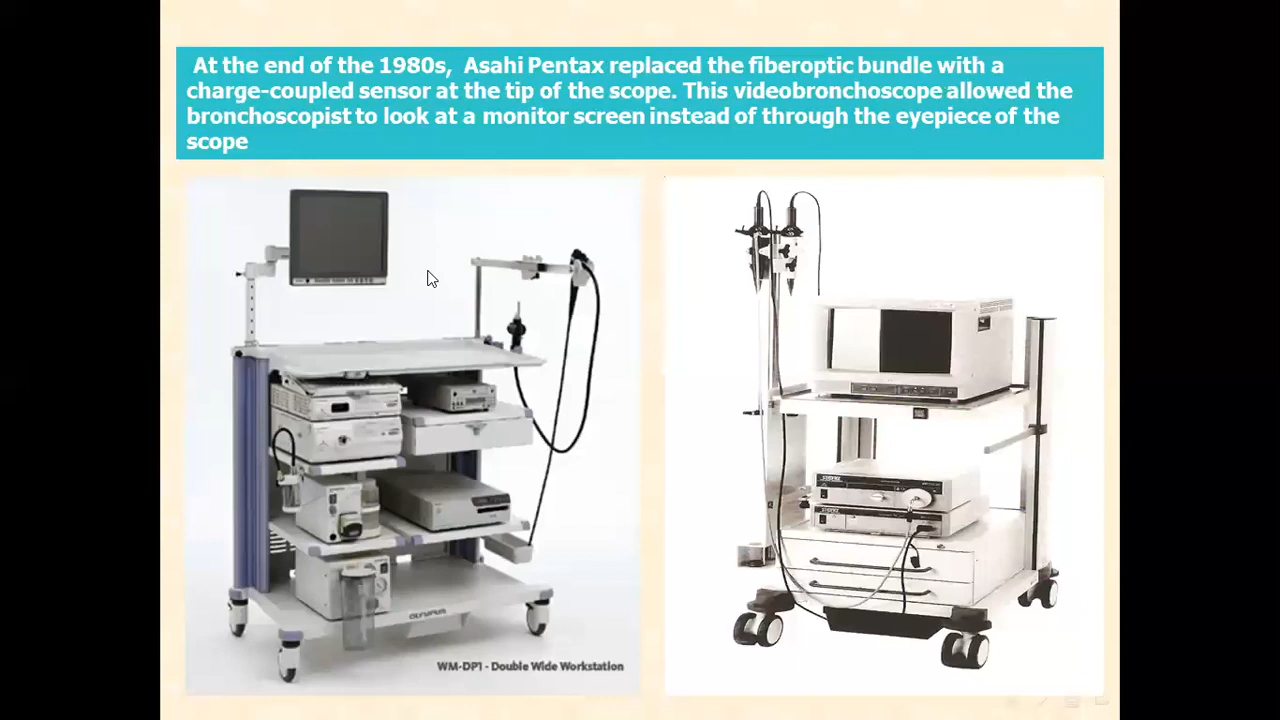 At the end of the 1980s, Asahi Pentax replaced the fiberoptic bundle with a
charge-coupled sensor at the tip of the scope. This videobronchoscope allowed the
bronchoscopist to look at a monitor screen instead of through the eyepiece of the
scope
OLYMPUS
WM-DP1 - Double Wide Workstation